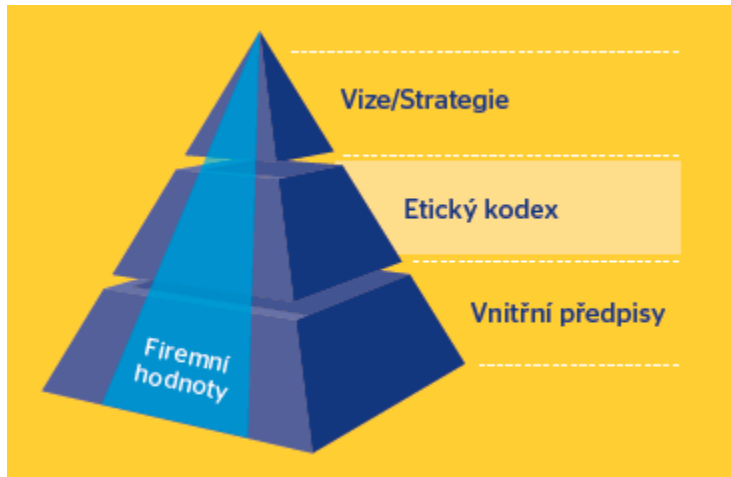 Vize/Strategie
Etický kodex
Vnitřní předpisy
Firemní
hodnoty